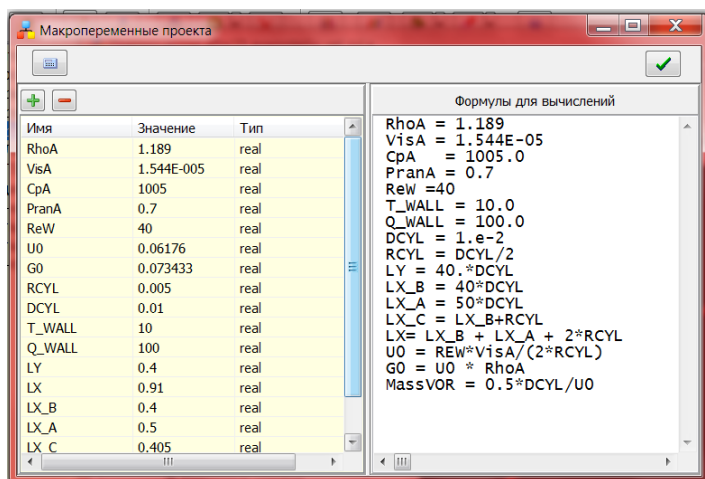 Макропеременные проекта
Формулы для вычислений
Имя Значение Тип
RhoA 1.189 real
VisA 1.544E-005 real
CpA 1005 real
PranA 0.7 real
ReW 40 real
U0 0.06176 real
G0 0.073433 real
RCYL 0.005 real
DCYL 0.01 real
T_WALL 10 real
Q_WALL 100 real
LY 0.4 real
LX 0.91 real
LX_B 0.4 real
LX_A 0.5 real
LX_C 0.405 real
RhoA = 1.189
VisA = 1.544E-05
CpA   = 1005.0
PranA = 0.7
ReW =40
T_WALL = 10.0
Q_WALL = 100.0
DCYL = 1.e-2
RCYL = DCYL/2
LY = 40.*DCYL
LX_B = 40*DCYL
LX_A = 50*DCYL
LX_C = LX_B+RCYL
LX= LX_B + LX_A + 2*RCYL
U0 = REW*VisA/(2*RCYL)
G0 = U0 * RhoA
MassVOR = 0.5*DCYL/U0